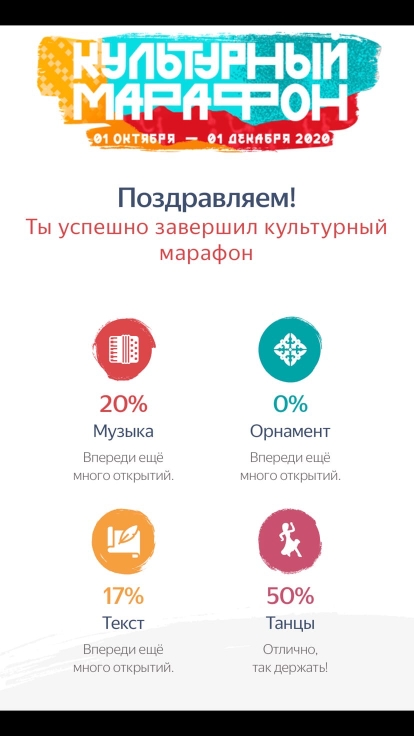 КУЛЬТУРНЫЙ
МАРАФОН
01 ОКТЯБРЯ — 01 ДЕКАБРЯ 2020
Поздравляем!
Ты успешно завершил культурный
марафон
20%
Музыка
Впереди ещё
много открытий.
0%
Орнамент
Впереди ещё
много открытий.
17%
Текст
Впереди ещё
много открытий.
50%
Танцы
Отлично,
так держать!